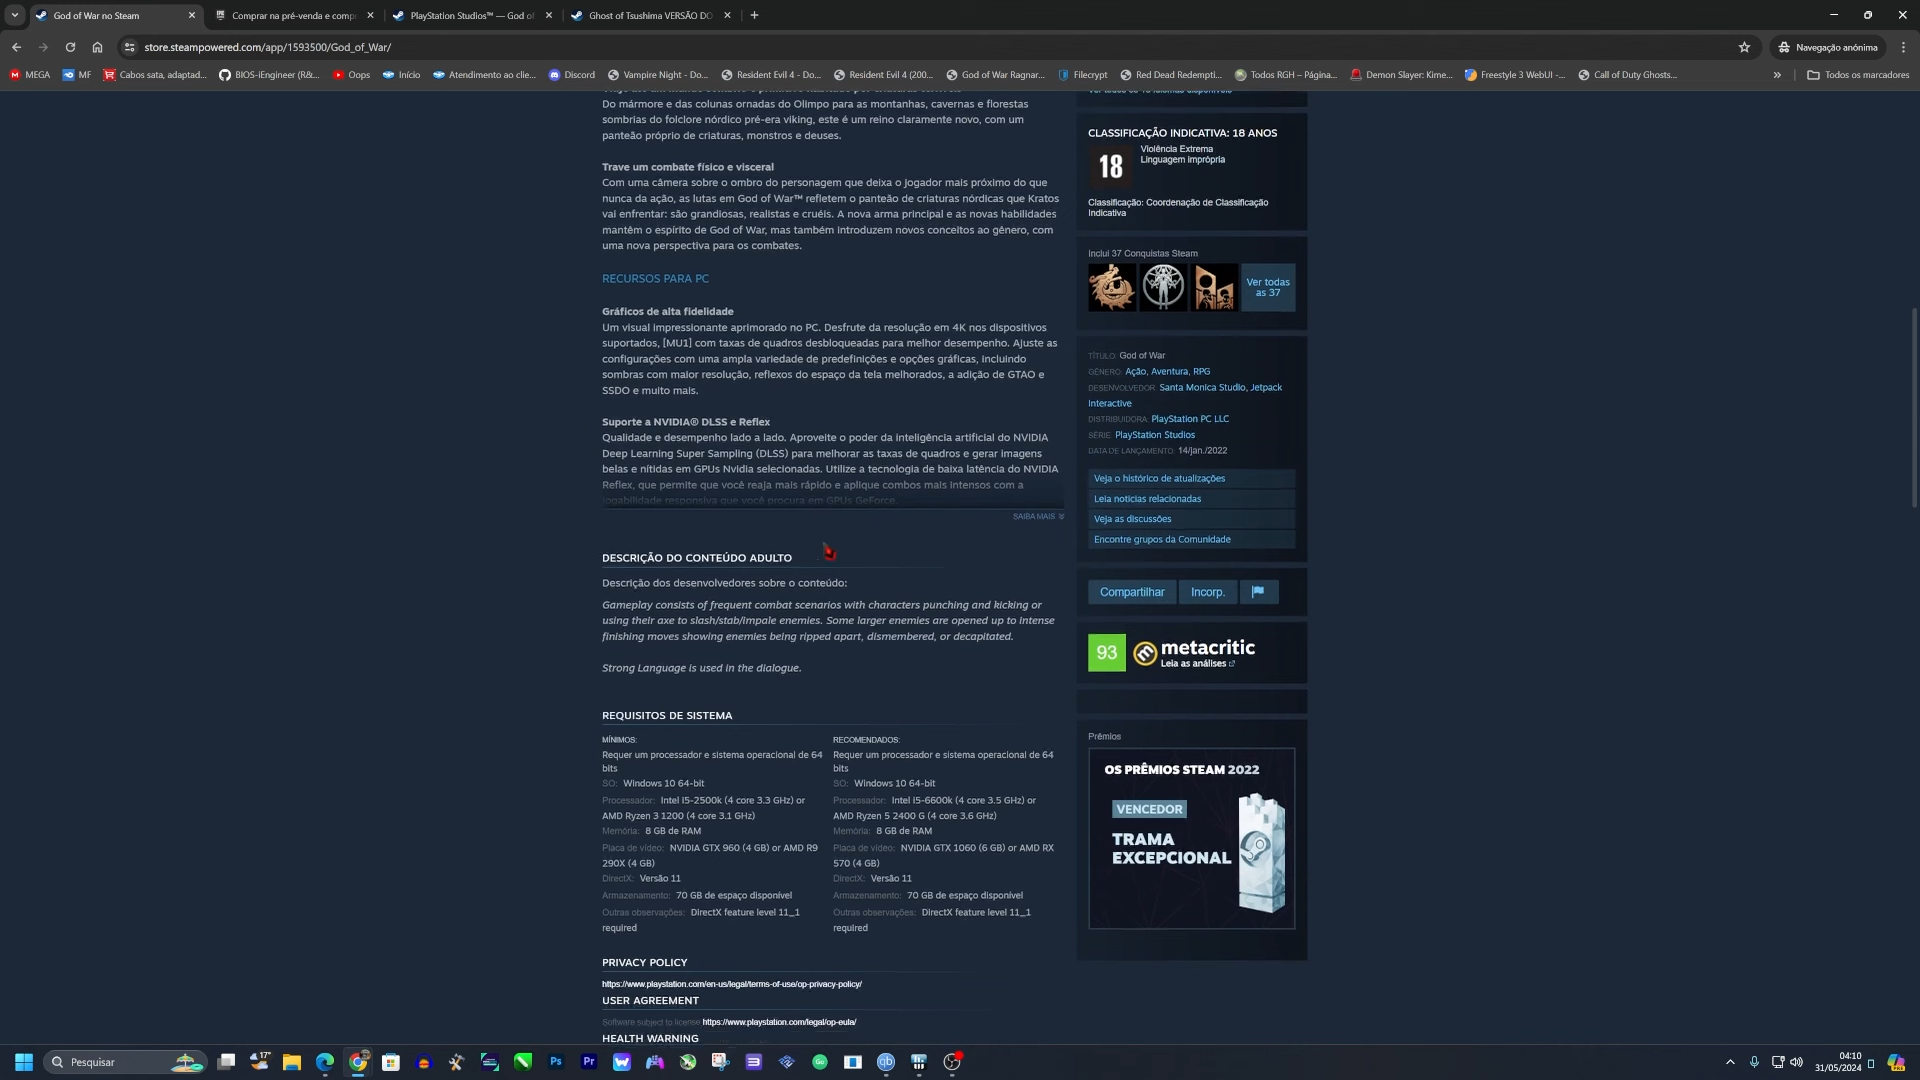 God of War no Steam
Comprar na pré-venda e comp
PlayStation Studios™ — God of
Ghost of Tsushima VERSÃO DO
store.steampowered.com/app/1593500/God_of_War/
Navegação anónima
MEGA
MF
Cabos sata, adaptad...
BIOS-iEngineer (R&...
Oops
Início
Atendimento ao clie...
Discord
Vampire Night - Do...
Resident Evil 4 - Do...
Resident Evil 4 (200...
God of War Ragnar...
Filecrypt
Red Dead Redempti...
Todos RGH – Página...
Demon Slayer: Kime...
Freestyle 3 WebUI -...
Call of Duty Ghosts...
»
Todos os marcadores
Do mármore e das colunas ornadas do Olimpo para as montanhas, cavernas e florestas
sombrias do folclore nórdico pré-era viking, este é um reino claramente novo, com um
panteão próprio de criaturas, monstros e deuses.
Trave um combate físico e visceral
Com uma câmera sobre o ombro do personagem que deixa o jogador mais próximo do que
nunca da ação, as lutas em God of War™ refletem o panteão de criaturas nórdicas que Kratos
vai enfrentar: são grandiosas, realistas e cruéis. A nova arma principal e as novas habilidades
mantêm o espírito de God of War, mas também introduzem novos conceitos ao gênero, com
uma nova perspectiva para os combates.
RECURSOS PARA PC
Gráficos de alta fidelidade
Um visual impressionante aprimorado no PC. Desfrute da resolução em 4K nos dispositivos
suportados, [MU1] com taxas de quadros desbloqueadas para melhor desempenho. Ajuste as
configurações com uma ampla variedade de predefinições e opções gráficas, incluindo
sombras com maior resolução, reflexos do espaço da tela melhorados, a adição de GTAO e
SSDO e muito mais.
Suporte a NVIDIA® DLSS e Reflex
Qualidade e desempenho lado a lado. Aproveite o poder da inteligência artificial do NVIDIA
Deep Learning Super Sampling (DLSS) para melhorar as taxas de quadros e gerar imagens
belas e nítidas em GPUs Nvidia selecionadas. Utilize a tecnologia de baixa latência do NVIDIA
Reflex, que permite que você reaja mais rápido e aplique combos mais intensos com a
jogabilidade responsiva que você procura em GPUs GeForce.
SAIBA MAIS
DESCRIÇÃO DO CONTEÚDO ADULTO
Descrição dos desenvolvedores sobre o conteúdo:
Gameplay consists of frequent combat scenarios with characters punching and kicking or
using their axe to slash/stab/impale enemies. Some larger enemies are opened up to intense
finishing moves showing enemies being ripped apart, dismembered, or decapitated.
Strong Language is used in the dialogue.
REQUISITOS DE SISTEMA
MÍNIMOS:
Requer um processador e sistema operacional de 64
bits
SO: Windows 10 64-bit
Processador: Intel i5-2500k (4 core 3.3 GHz) or
AMD Ryzen 3 1200 (4 core 3.1 GHz)
Memória: 8 GB de RAM
Placa de vídeo: NVIDIA GTX 960 (4 GB) or AMD R9
290X (4 GB)
DirectX: Versão 11
Armazenamento: 70 GB de espaço disponível
Outras observações: DirectX feature level 11_1
required
RECOMENDADOS:
Requer um processador e sistema operacional de 64
bits
SO: Windows 10 64-bit
Processador: Intel i5-6600k (4 core 3.5 GHz) or
AMD Ryzen 5 2400 G (4 core 3.6 GHz)
Memória: 8 GB de RAM
Placa de vídeo: NVIDIA GTX 1060 (6 GB) or AMD RX
570 (4 GB)
DirectX: Versão 11
Armazenamento: 70 GB de espaço disponível
Outras observações: DirectX feature level 11_1
required
PRIVACY POLICY
https://www.playstation.com/en-us/legal/terms-of-use/op-privacy-policy/
USER AGREEMENT
Software subject to license https://www.playstation.com/legal/op-eula/
HEALTH WARNING
CLASSIFICAÇÃO INDICATIVA: 18 ANOS
18
Violência Extrema
Linguagem imprópria
Classificação: Coordenação de Classificação
Indicativa
Inclui 37 Conquistas Steam
Ver todas
as 37
TÍTULO: God of War
GÊNERO: Ação, Aventura, RPG
DESENVOLVEDOR: Santa Monica Studio, Jetpack
Interactive
DISTRIBUIDORA: PlayStation PC LLC
SÉRIE: PlayStation Studios
DATA DE LANÇAMENTO: 14/jan./2022
Veja o histórico de atualizações
Leia notícias relacionadas
Veja as discussões
Encontre grupos da Comunidade
Compartilhar
Incorp.
93
metacritic
Leia as análises
Prêmios
OS PRÊMIOS STEAM 2022
VENCEDOR
TRAMA
EXCEPCIONAL
Pesquisar
17°
Ps
Pr
qb
04:10
31/05/2024